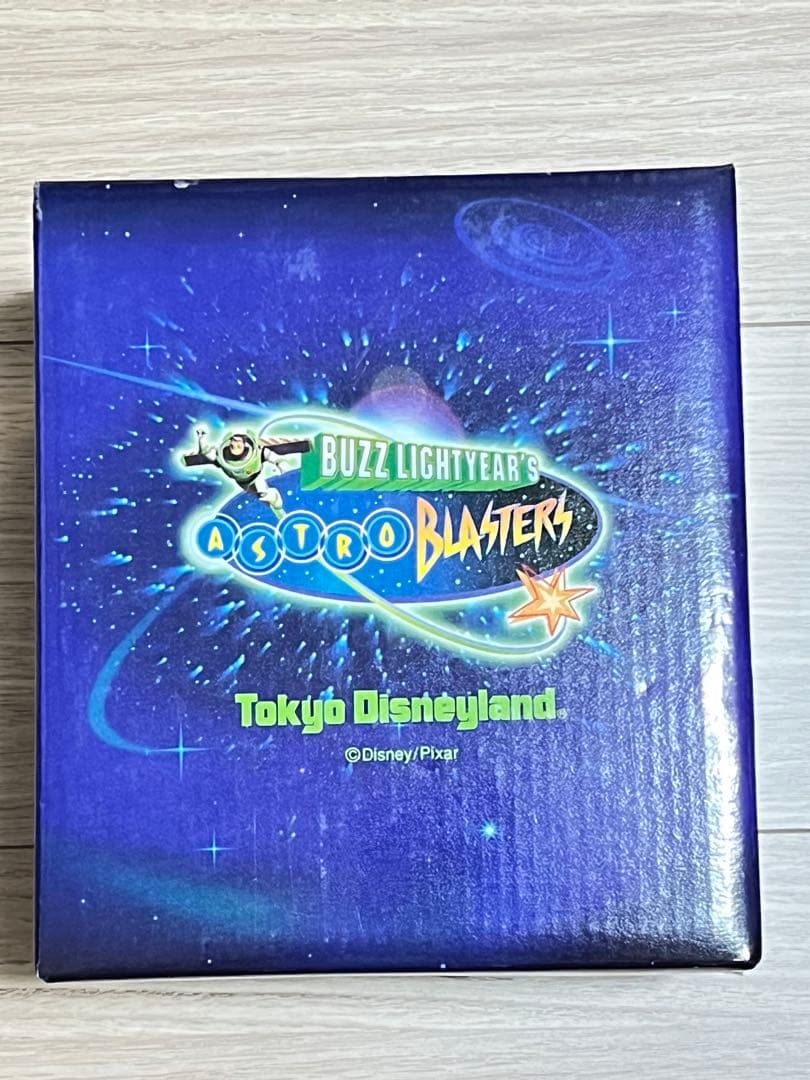 BUZZ LIGHTYEAR'S
ASTRO BLASTERS
Tokyo Disneyland®
©Disney/Pixar